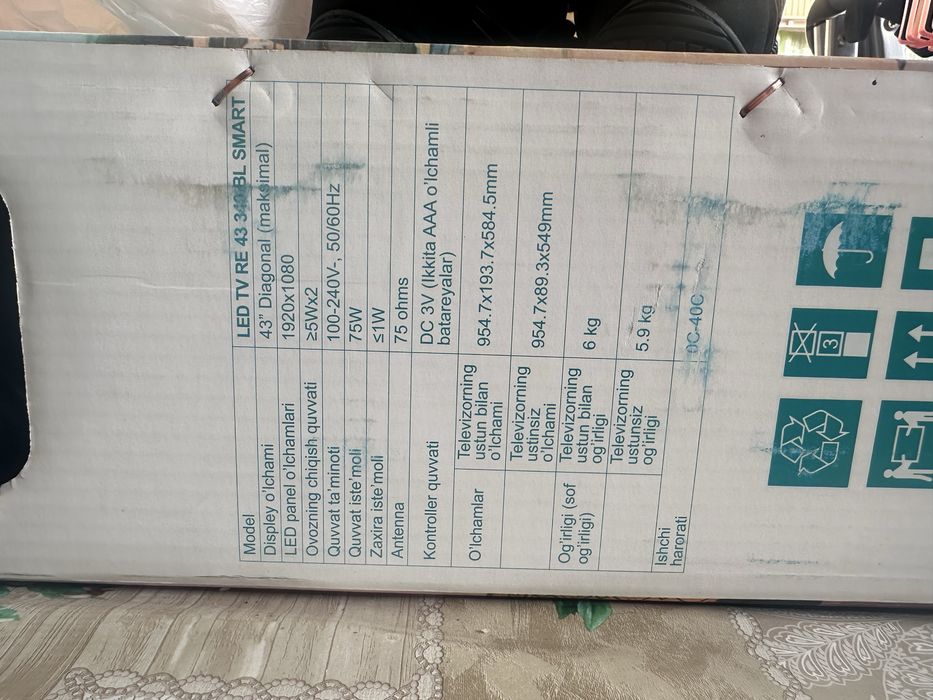 Model LED TV RE 43 340 BL SMART
Displey o'lchami 43" Diagonal (maksimal)
LED panel o'lchamlari 1920x1080
Ovozning chiqish quvvati ≥5Wx2
Quvvat ta'minoti 100-240V~, 50/60Hz
Quvvat iste'moli 75W
Zaxira iste'moli ≤1W
Antenna 75 ohms
Kontroller quvvati DC 3V (Ikkita AAA o'lchamli
batareyalar)
O'lchamlar Televizorning
ustun bilan
o'lchami 954.7x193.7x584.5mm
Televizorning
ustinsiz
o'lchami 954.7x89.3x549mm
Og'irligi (sof
og'irligi) Televizorning
ustun bilan
og'irligi 6 kg
Televizorning
ustunsiz
og'irligi 5.9 kg
Ishchi
harorati 0C-40C
3